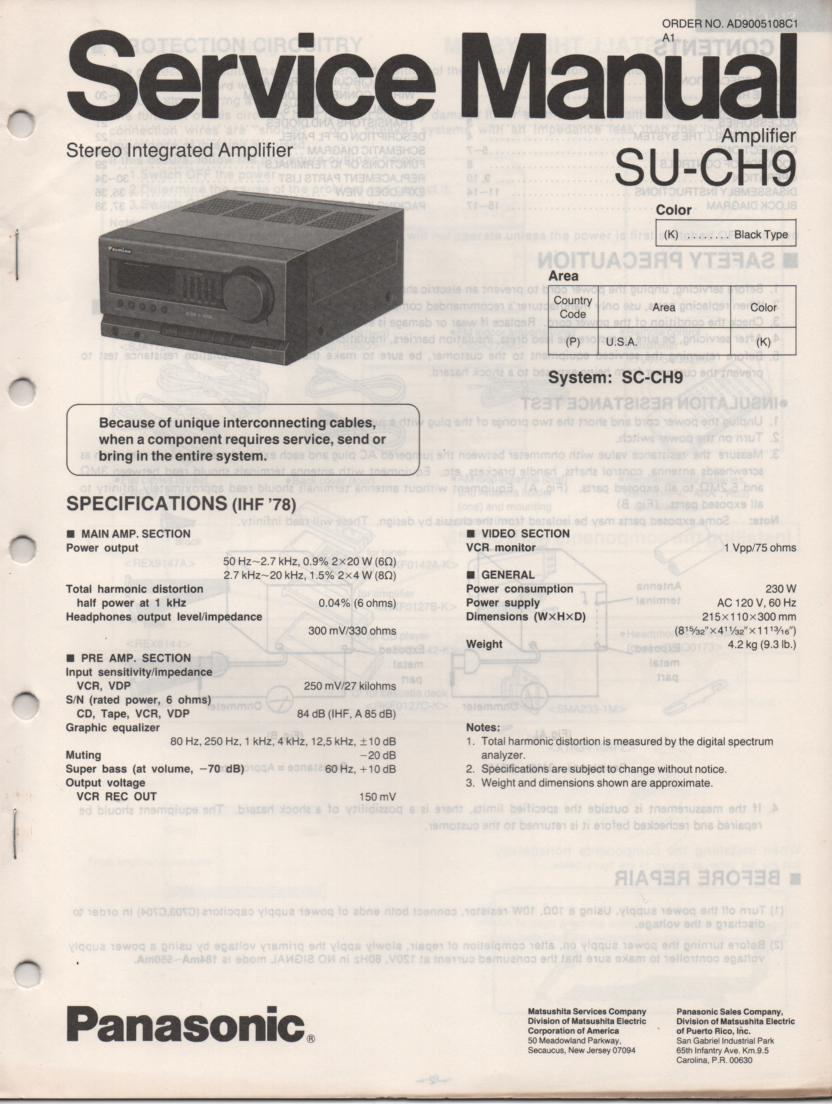 ORDER NO. AD9005108C1
A1
Service Manual
Amplifier
Stereo Integrated Amplifier
SU-CH9
Color
(K) ........ Black Type
Panasonic
Area
Country Code Area Color
(P) U.S.A. (K)
System: SC-CH9
Because of unique interconnecting cables,
when a component requires service, send or
bring in the entire system.
SPECIFICATIONS (IHF '78)
■ MAIN AMP. SECTION
Power output
50 Hz~2.7 kHz, 0.9% 2×20 W (6Ω)
2.7 kHz~20 kHz, 1.5% 2×4 W (8Ω)
Total harmonic distortion
half power at 1 kHz 0.04% (6 ohms)
Headphones output level/impedance
300 mV/330 ohms
■ PRE AMP. SECTION
Input sensitivity/impedance
VCR, VDP 250 mV/27 kilohms
S/N (rated power, 6 ohms)
CD, Tape, VCR, VDP 84 dB (IHF, A 85 dB)
Graphic equalizer
80 Hz, 250 Hz, 1 kHz, 4 kHz, 12,5 kHz, ±10 dB
Muting −20 dB
Super bass (at volume, −70 dB) 60 Hz, +10 dB
Output voltage
VCR REC OUT 150 mV
■ VIDEO SECTION
VCR monitor 1 Vpp/75 ohms
■ GENERAL
Power consumption 230 W
Power supply AC 120 V, 60 Hz
Dimensions (W×H×D) 215×110×300 mm
(8 15/32"×4 11/32"×11 13/16")
Weight 4.2 kg (9.3 lb.)
Notes:
1. Total harmonic distortion is measured by the digital spectrum
analyzer.
2. Specifications are subject to change without notice.
3. Weight and dimensions shown are approximate.
Panasonic®
Matsushita Services Company
Division of Matsushita Electric
Corporation of America
50 Meadowland Parkway,
Secaucus, New Jersey 07094
Panasonic Sales Company,
Division of Matsushita Electric
of Puerto Rico, Inc.
San Gabriel Industrial Park
65th Infantry Ave. Km.9.5
Carolina, P.R. 00630